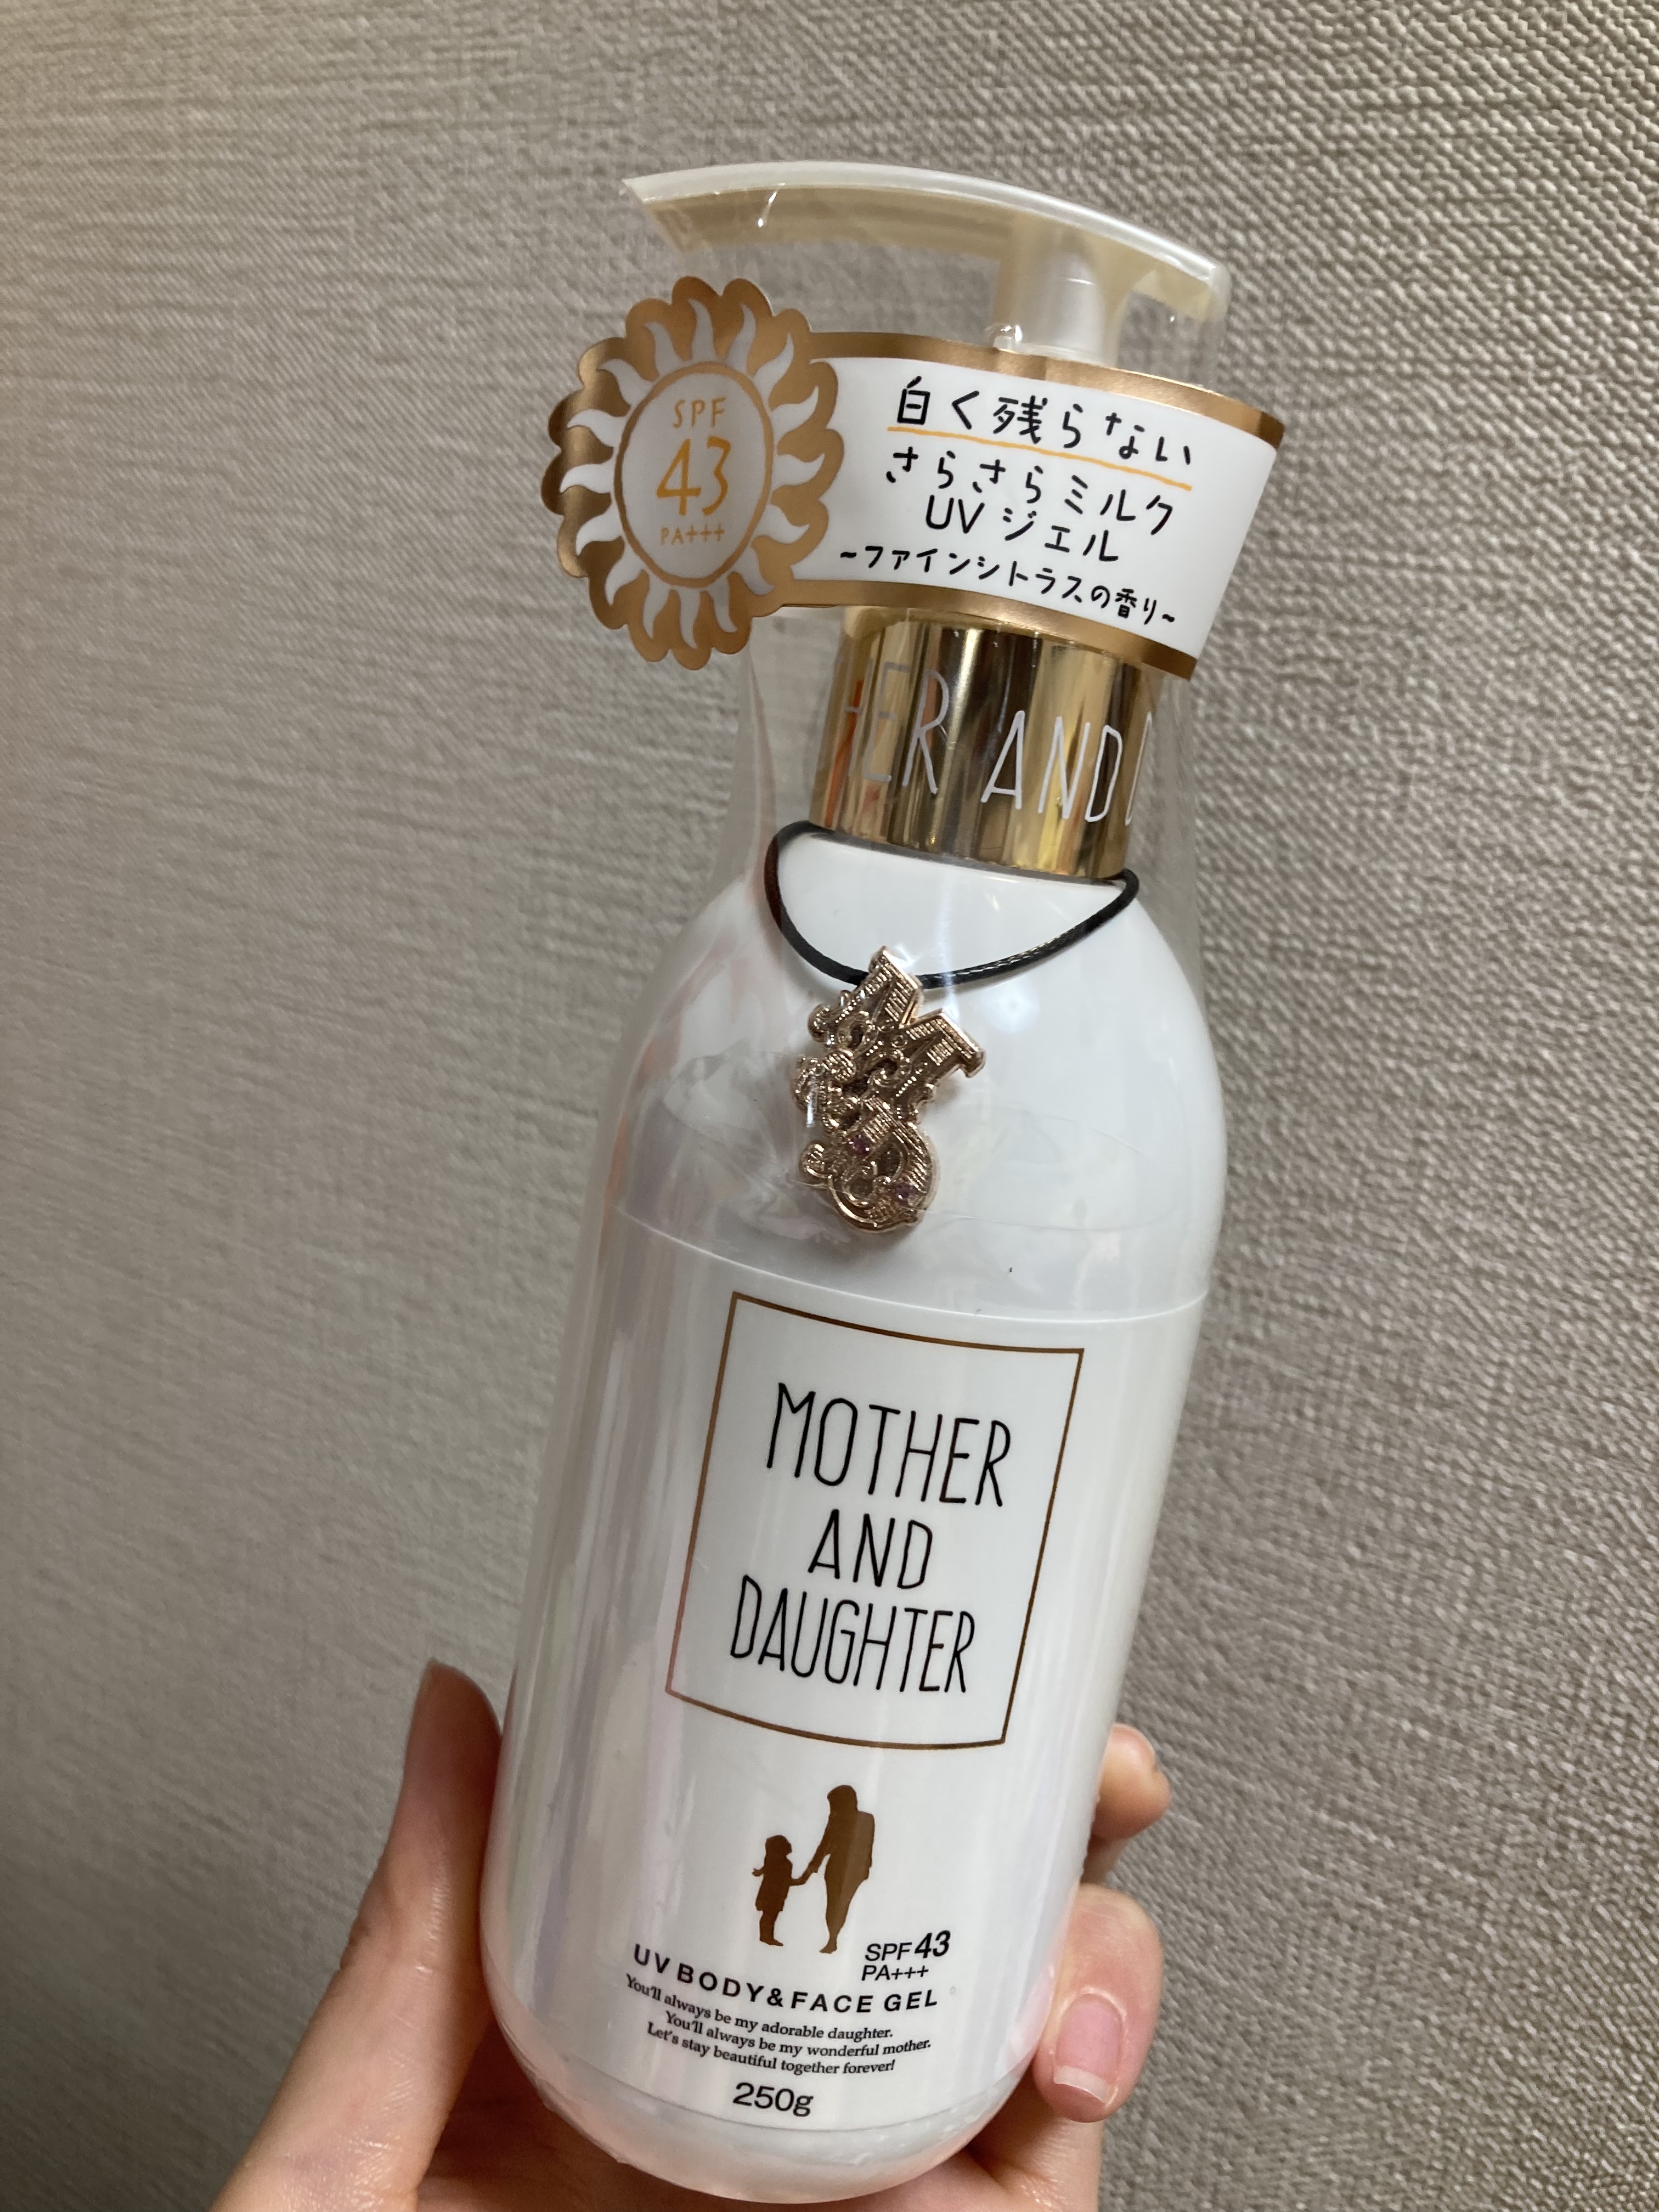 SPF
43
PA+++
白く残らない
さらさらミルク
UVジェル
~ファインシトラスの香り~
AND
MOTHER
AND
DAUGHTER
SPF43
PA+++
UV BODY&FACE GEL
You'll always be my adorable daughter.
You'll always be my wonderful mother.
Let's stay beautiful together forever!
250g